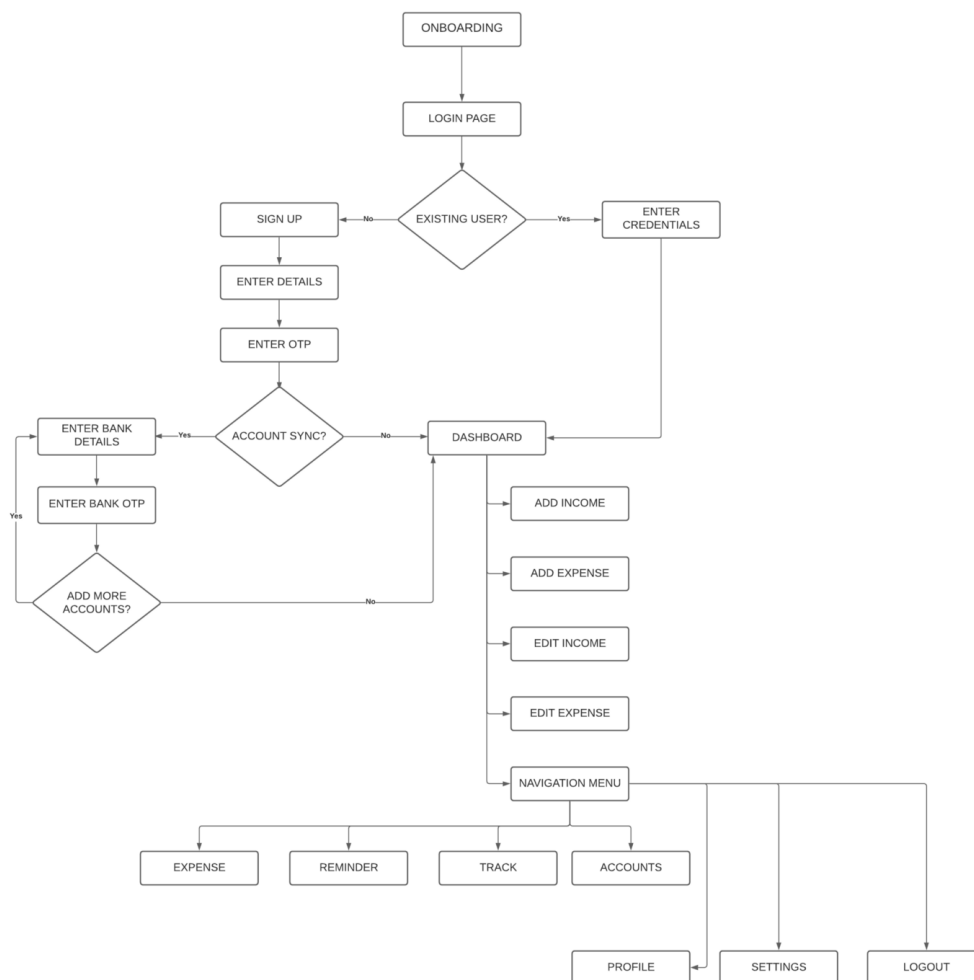 ONBOARDING
LOGIN PAGE
EXISTING USER?
No
Yes
SIGN UP
ENTER
CREDENTIALS
ENTER DETAILS
ENTER OTP
ACCOUNT SYNC?
Yes
No
ENTER BANK
DETAILS
DASHBOARD
ENTER BANK OTP
Yes
ADD MORE
ACCOUNTS?
No
ADD INCOME
ADD EXPENSE
EDIT INCOME
EDIT EXPENSE
NAVIGATION MENU
EXPENSE
REMINDER
TRACK
ACCOUNTS
PROFILE
SETTINGS
LOGOUT